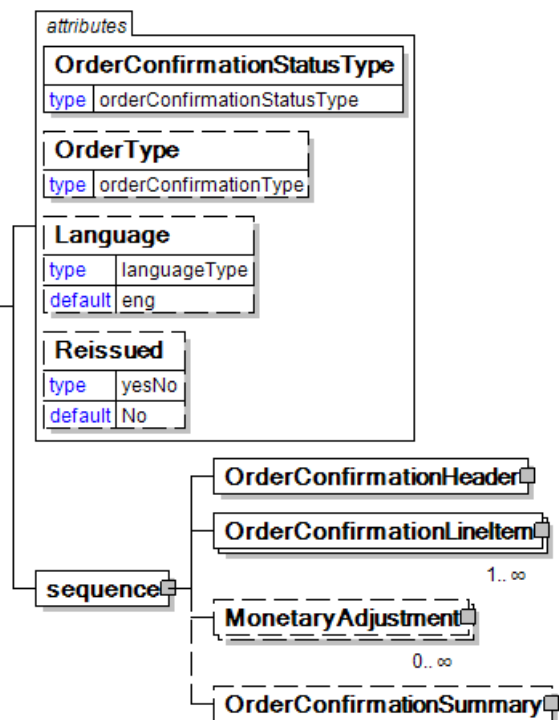 attributes
OrderConfirmationStatusType
type orderConfirmationStatusType
OrderType
type orderConfirmationType
Language
type languageType
default eng
Reissued
type yesNo
default No
OrderConfirmationHeader
OrderConfirmationLineItem
1.. ∞
sequence
MonetaryAdjustment
0.. ∞
OrderConfirmationSummary